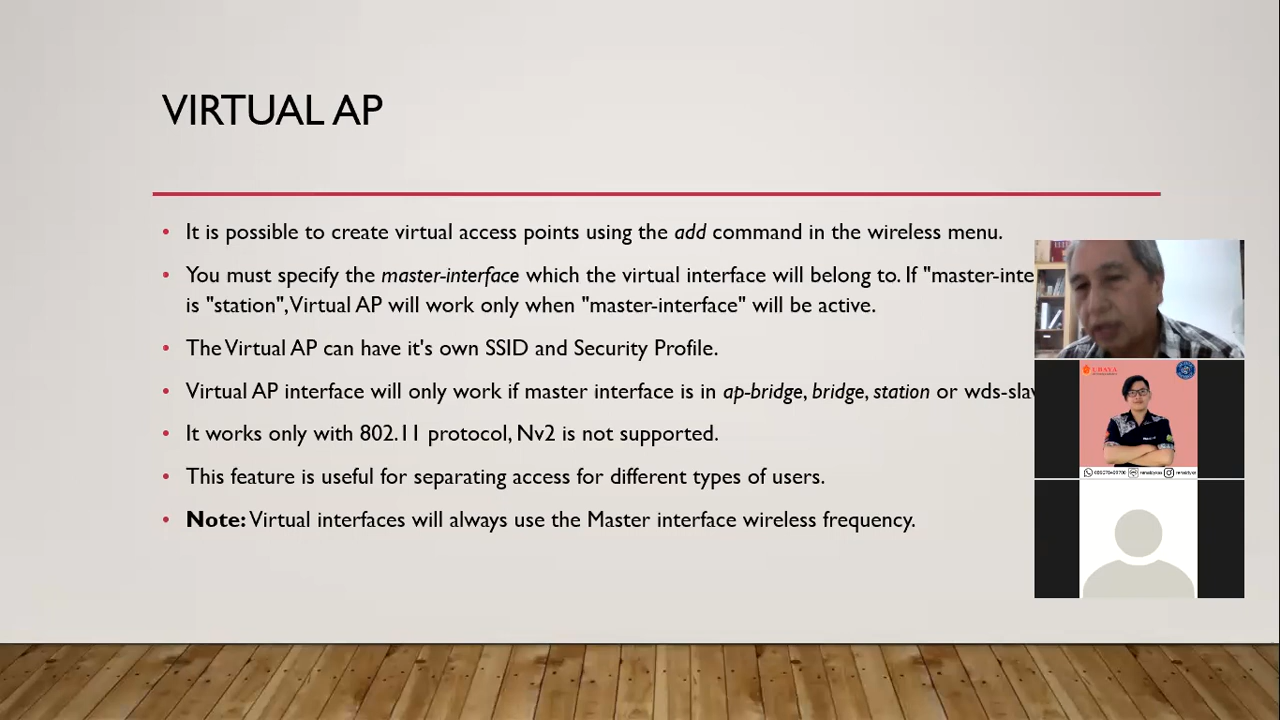 VIRTUAL AP
It is possible to create virtual access points using the add command in the wireless menu.
You must specify the master-interface which the virtual interface will belong to. If "master-inte
is "station", Virtual AP will work only when "master-interface" will be active.
The Virtual AP can have it's own SSID and Security Profile.
Virtual AP interface will only work if master interface is in ap-bridge, bridge, station or wds-slav
It works only with 802.11 protocol, Nv2 is not supported.
This feature is useful for separating access for different types of users.
Note: Virtual interfaces will always use the Master interface wireless frequency.
UBAYA